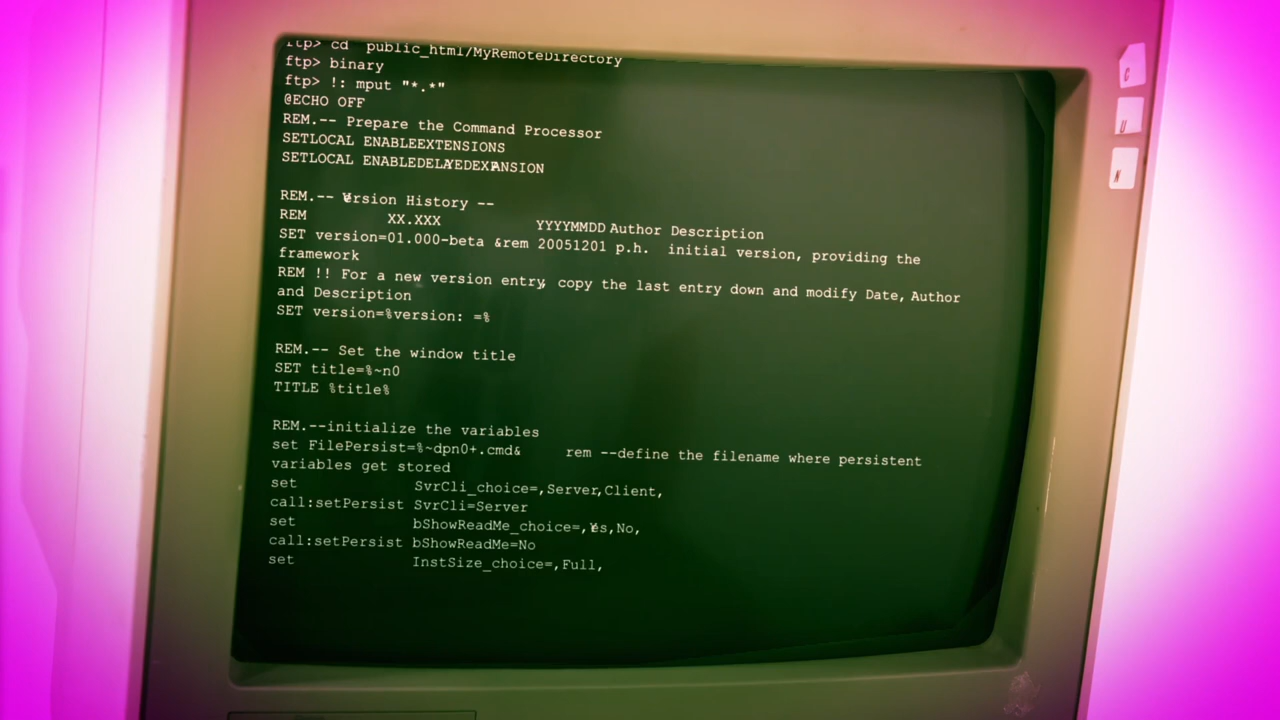 ftp> cd  public_html/MyRemoteDirectory
ftp> binary
ftp> !: mput "*.*"
@ECHO OFF
REM.-- Prepare the Command Processor
SETLOCAL ENABLEEXTENSIONS
SETLOCAL ENABLEDELAYEDEXPANSION
REM.-- Version History --
REM         XX.XXX           YYYYMMDD Author Description
SET version=01.000-beta &rem 20051201 p.h.  initial version, providing the
framework
REM !! For a new version entry, copy the last entry down and modify Date, Author
and Description
SET version=%version: =%
REM.-- Set the window title
SET title=%~n0
TITLE %title%
REM.--initialize the variables
set FilePersist=%~dpn0+.cmd&     rem --define the filename where persistent
variables get stored
set             SvrCli_choice=,Server,Client,
call:setPersist SvrCli=Server
set             bShowReadMe_choice=,Yes,No,
call:setPersist bShowReadMe=No
set             InstSize_choice=,Full,
C
U
N